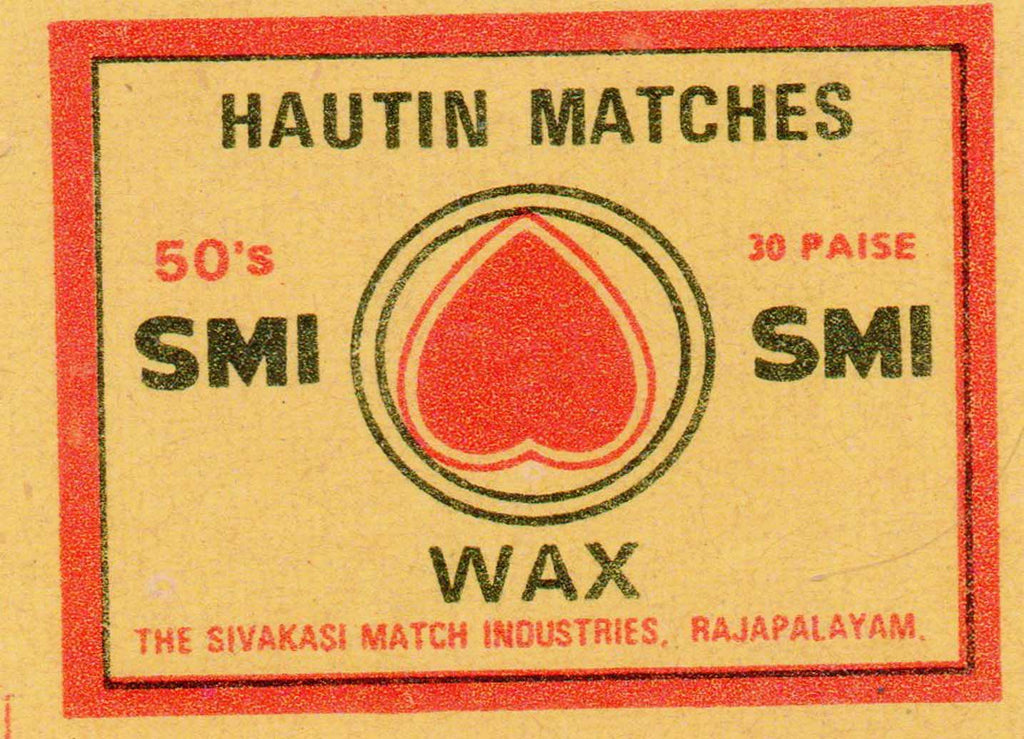 HAUTIN MATCHES
50's
30 PAISE
SMI
SMI
WAX
THE SIVAKASI MATCH INDUSTRIES, RAJAPALAYAM.